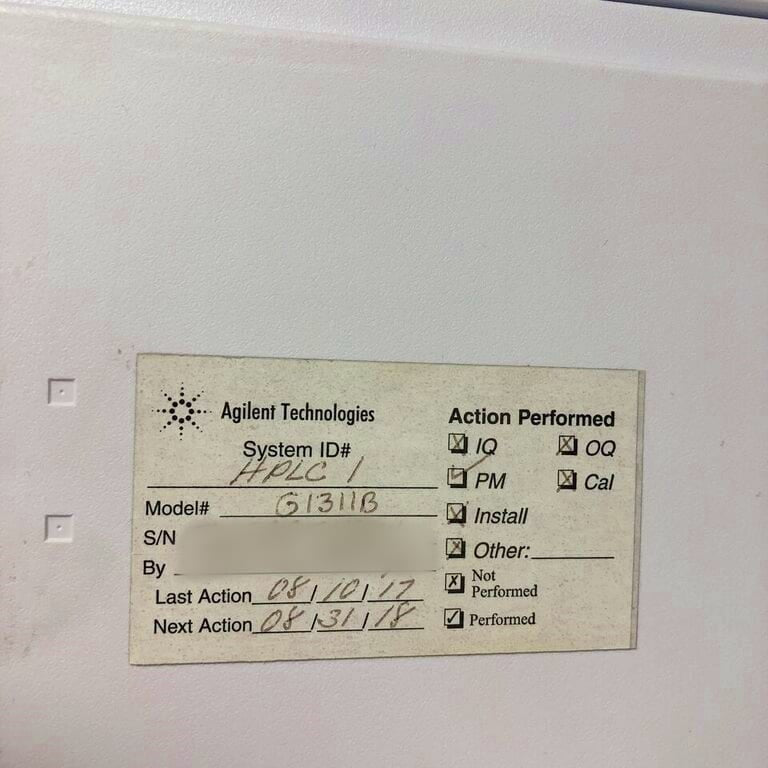 Agilent Technologies
System ID#
HPLC 1
Model# G1311B
S/N
By
Last Action 08/10/17
Next Action 08/31/18
Action Performed
☒ IQ ☒ OQ
☑ PM ☒ Cal
☒ Install
☒ Other:
☒ Not Performed
☑ Performed